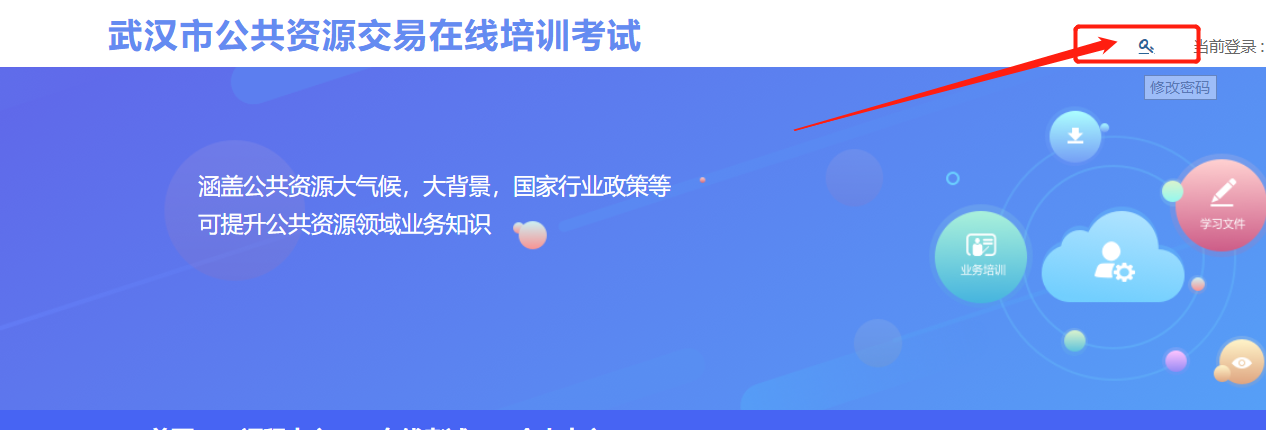 武汉市公共资源交易在线培训考试
当前登录：
修改密码
涵盖公共资源大气候，大背景，国家行业政策等
可提升公共资源领域业务知识
学习文件
业务培训